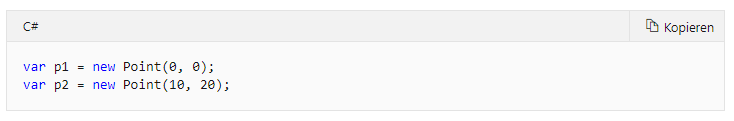 C#
Kopieren
var p1 = new Point(0, 0);
var p2 = new Point(10, 20);